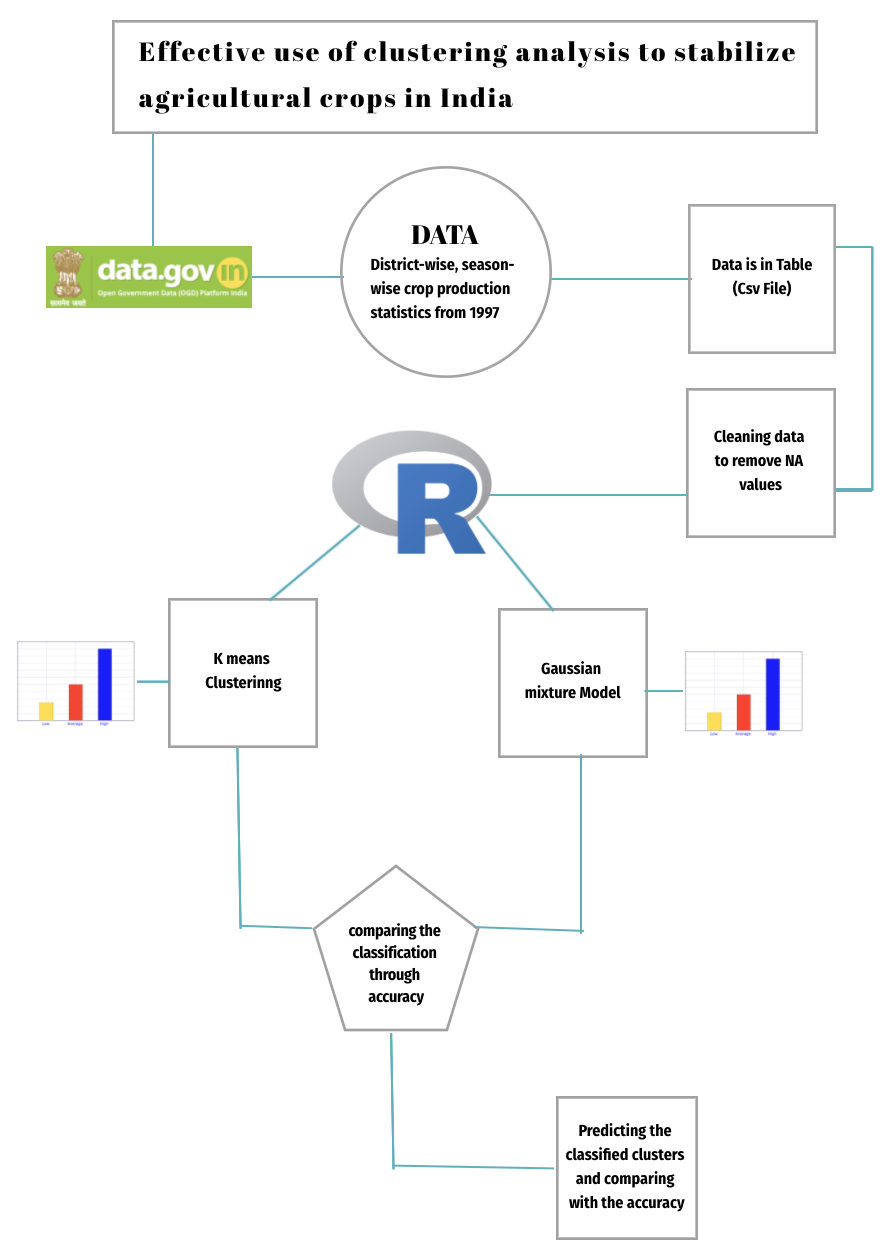 Effective use of clustering analysis to stabilize
agricultural crops in India
DATA
District-wise, season-
wise crop production
statistics from 1997
Data is in Table
(Csv File)
data.gov in
Open Government Data (OGD) Platform India
सत्यमेव जयते
Cleaning data
to remove NA
values
R
K means
Clusterinng
Gaussian
mixture Model
Low Average High
Low Average High
comparing the
classification
through
accuracy
Predicting the
classified clusters
and comparing
with the accuracy